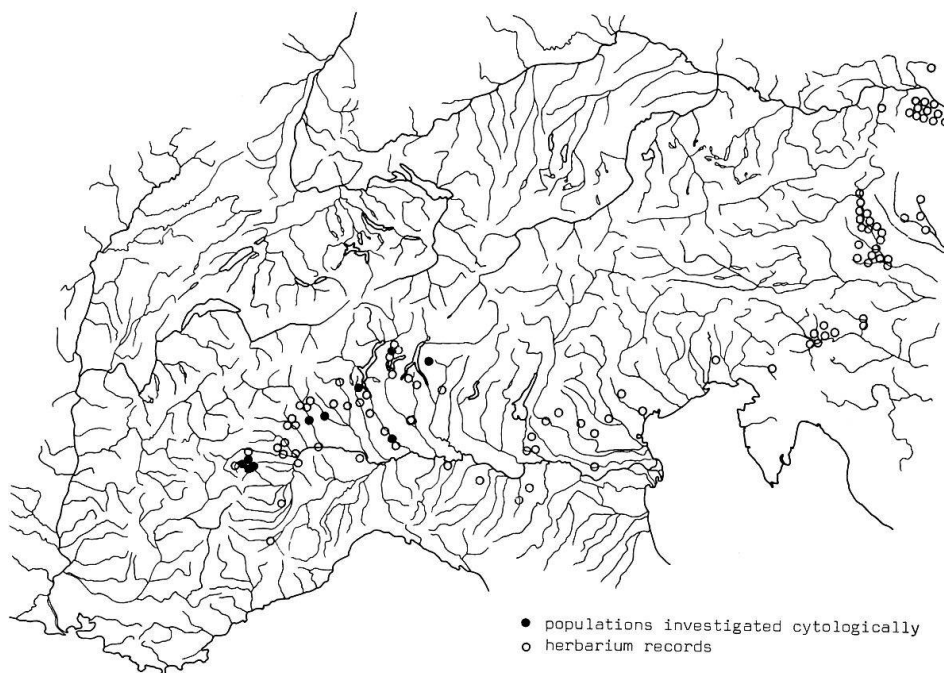 ● populations investigated cytologically
○ herbarium records